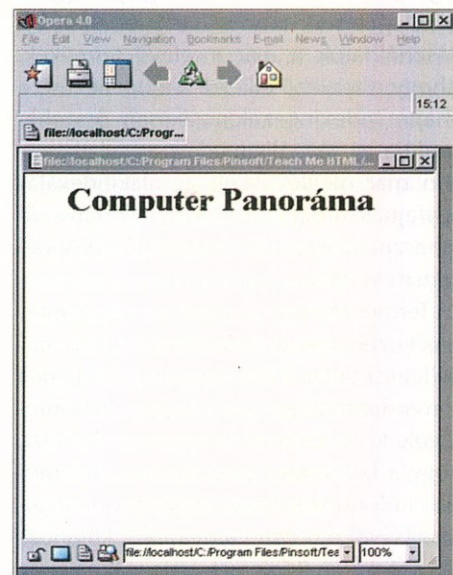 Opera 4.0
File Edit View Navigation Bookmarks E-mail News Window Help
15:12
file://localhost/C:/Progr...
file://localhost/C:/Program Files/Pinsoft/Teach Me HTML/...
Computer Panoráma
file://localhost/C:/Program Files/Pinsoft/Tea
100%